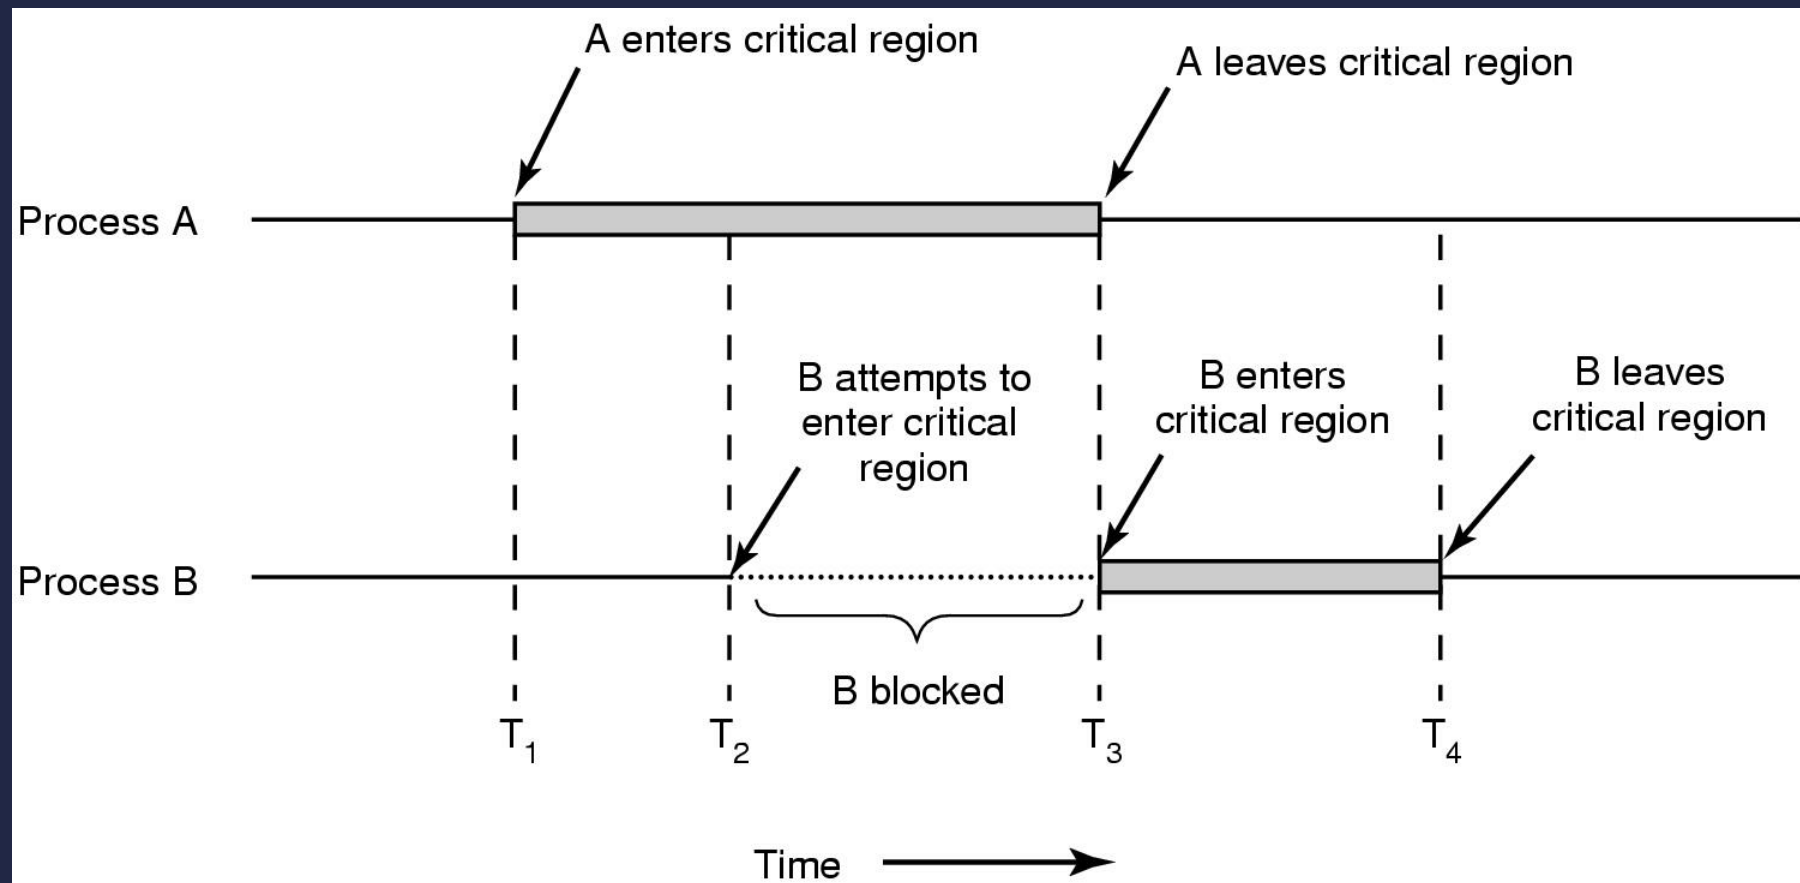 A enters critical region
A leaves critical region
Process A
B attempts to
enter critical
region
B enters
critical region
B leaves
critical region
Process B
B blocked
T1
T2
T3
T4
Time